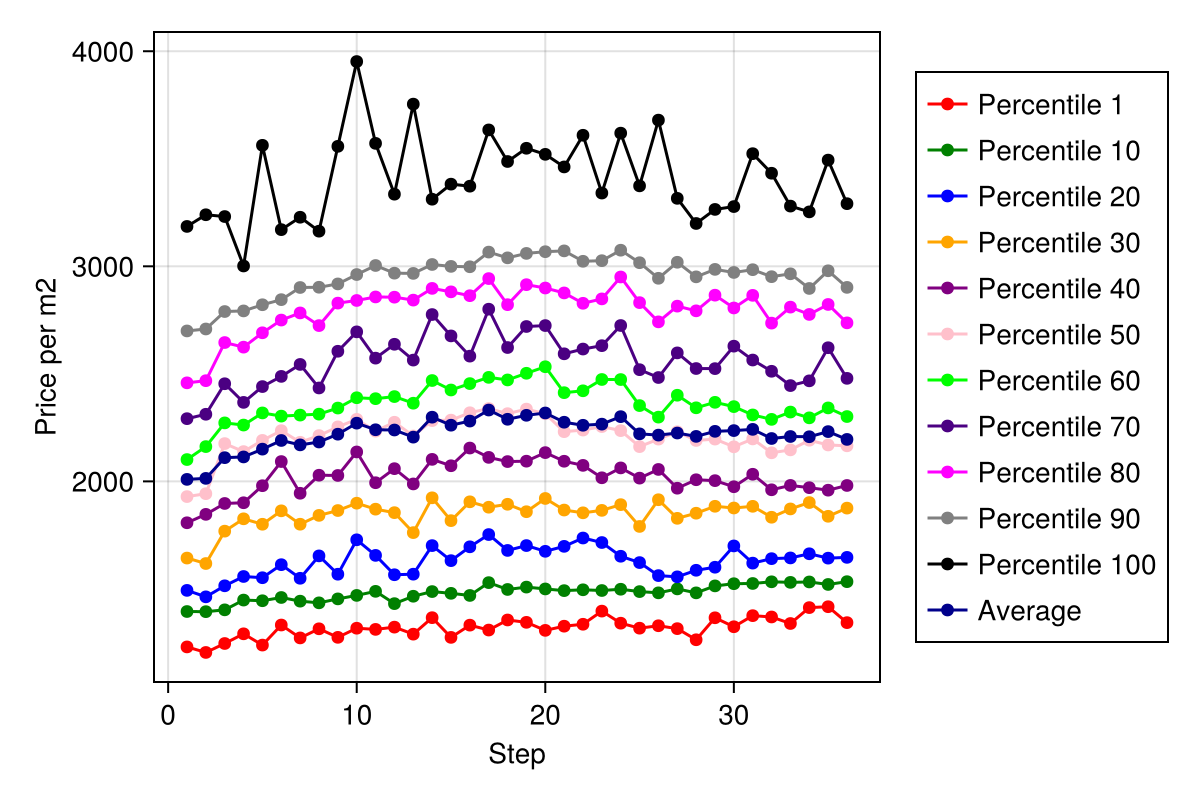 Price per m2
4000
3000
2000
0
10
20
30
Step
Percentile 1
Percentile 10
Percentile 20
Percentile 30
Percentile 40
Percentile 50
Percentile 60
Percentile 70
Percentile 80
Percentile 90
Percentile 100
Average